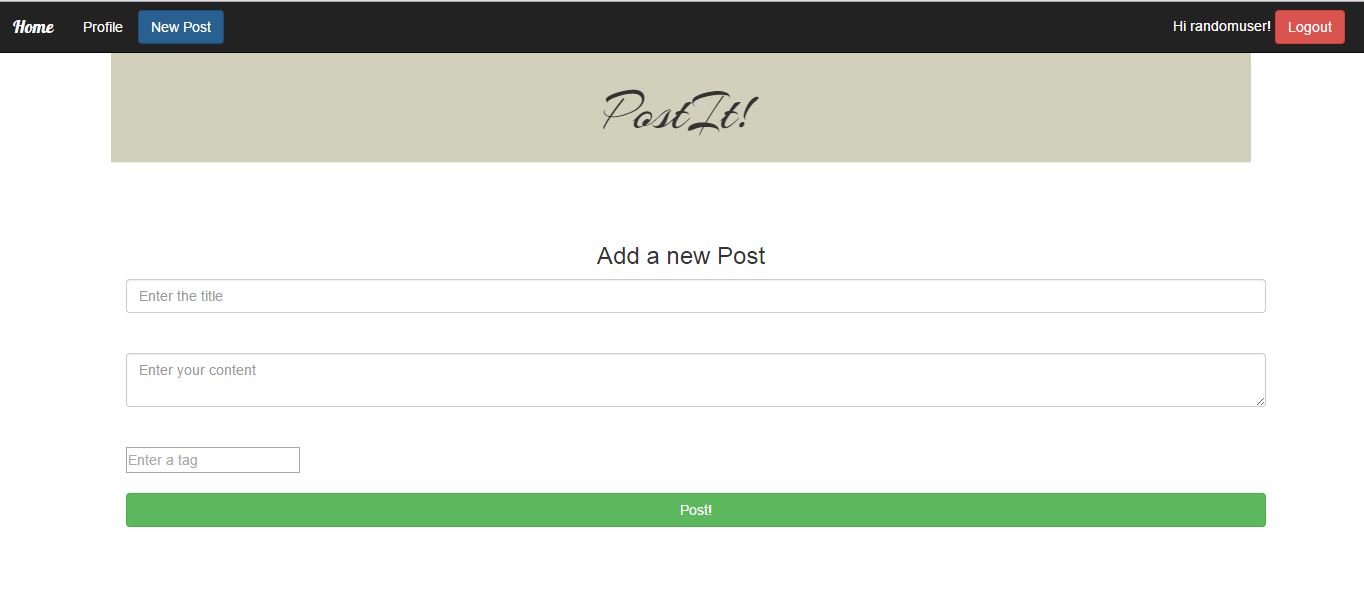 Home Profile New Post Hi randomuser! Logout
PostIt!
Add a new Post
Enter the title
Enter your content
Enter a tag
Post!